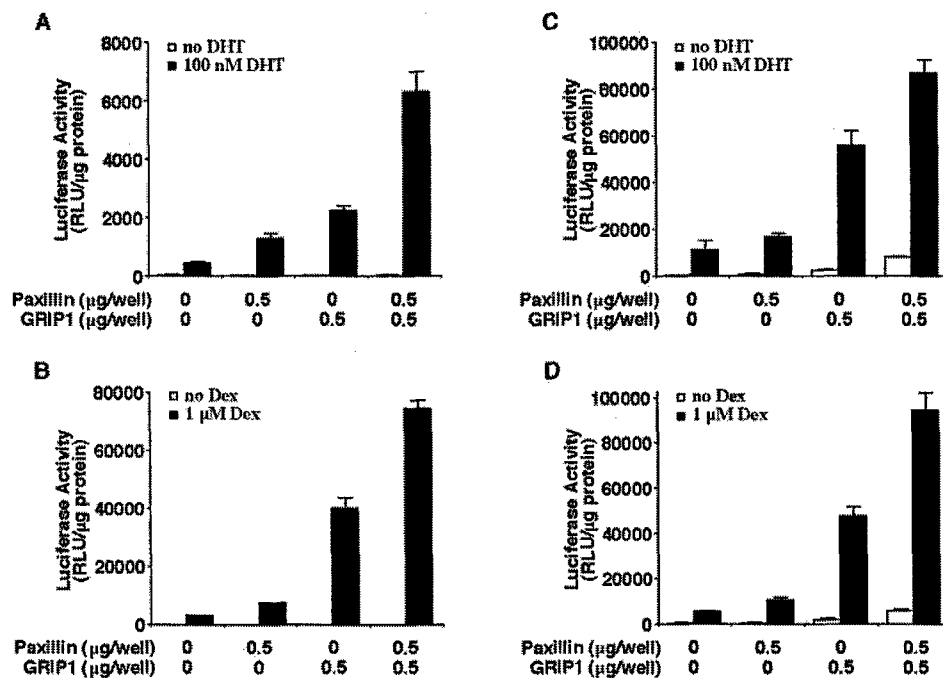 A
no DHT
100 nM DHT
Luciferase Activity
(RLU/µg protein)
8000
6000
4000
2000
0
Paxillin (µg/well) 0 0.5 0 0.5
GRIP1 (µg/well) 0 0 0.5 0.5
C
no DHT
100 nM DHT
Luciferase Activity
(RLU/µg protein)
100000
80000
60000
40000
20000
0
Paxillin (µg/well) 0 0.5 0 0.5
GRIP1 (µg/well) 0 0 0.5 0.5
B
no Dex
1 µM Dex
Luciferase Activity
(RLU/µg protein)
80000
60000
40000
20000
0
Paxillin (µg/well) 0 0.5 0 0.5
GRIP1 (µg/well) 0 0 0.5 0.5
D
no Dex
1 µM Dex
Luciferase Activity
(RLU/µg protein)
100000
80000
60000
40000
20000
0
Paxillin (µg/well) 0 0.5 0 0.5
GRIP1 (µg/well) 0 0 0.5 0.5